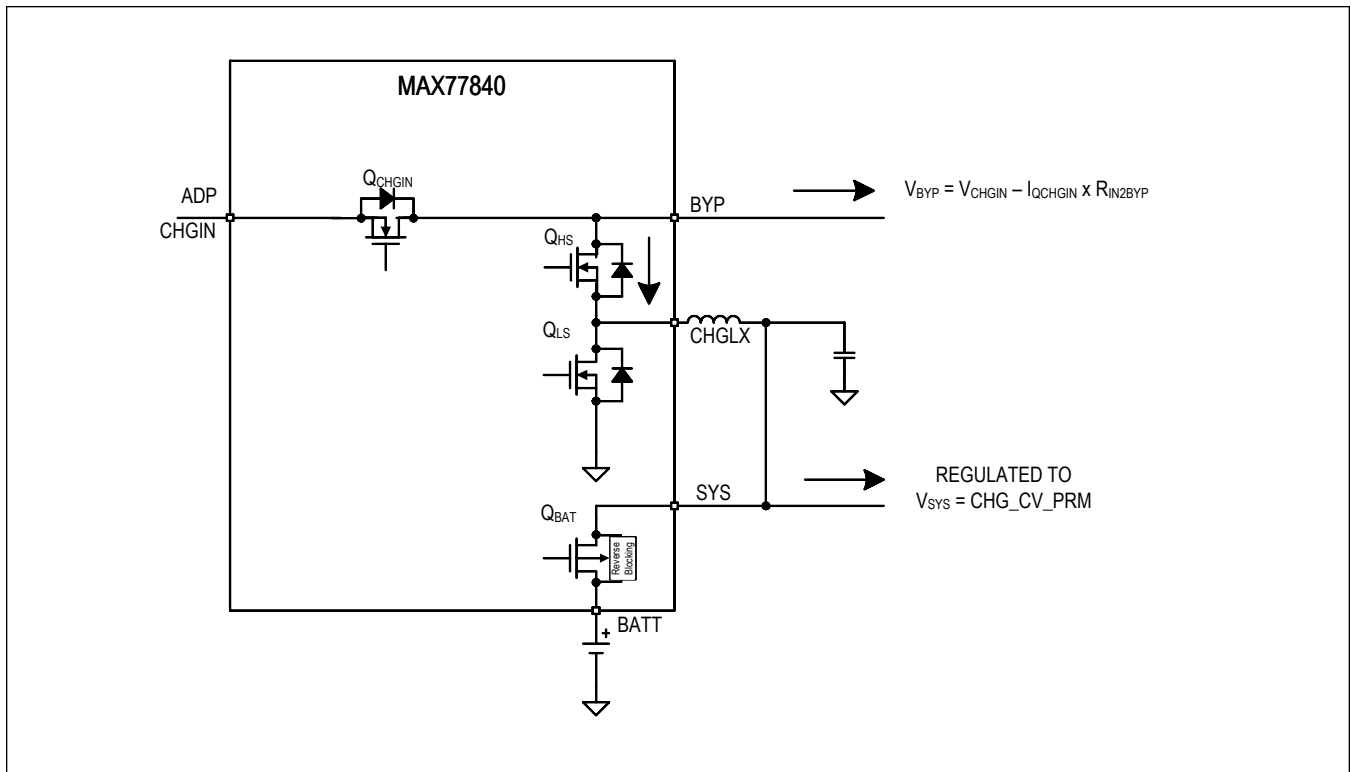 MAX77840
ADP
CHGIN
QCHGIN
BYP
VBYP = VCHGIN – IQCHGIN x RIN2BYP
QHS
QLS
CHGLX
SYS
REGULATED TO
VSYS = CHG_CV_PRM
QBAT
Reverse
Blocking
BATT
+